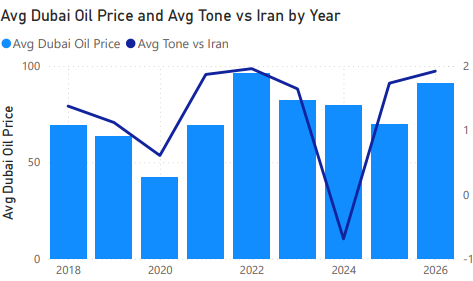 Avg Dubai Oil Price and Avg Tone vs Iran by Year
Avg Dubai Oil Price Avg Tone vs Iran
100
50
0
Avg Dubai Oil Price
2
1
0
-1
2018 2020 2022 2024 2026